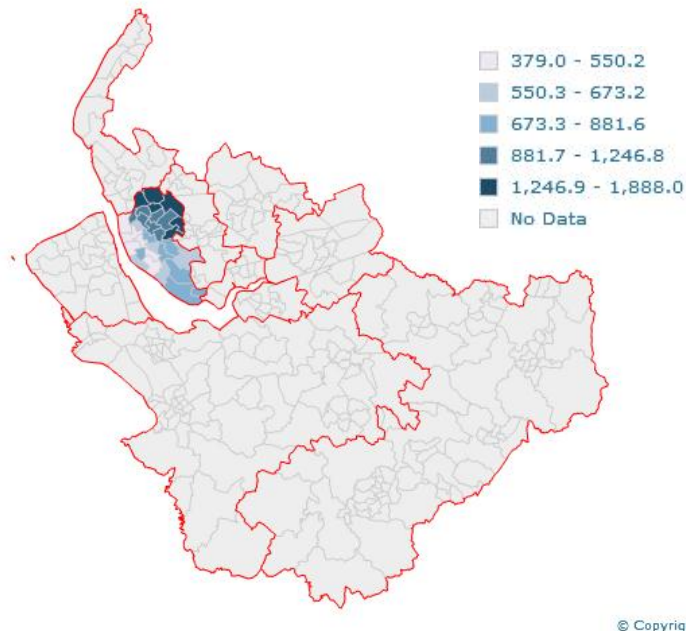 379.0 - 550.2
550.3 - 673.2
673.3 - 881.6
881.7 - 1,246.8
1,246.9 - 1,888.0
No Data
© Copyrig